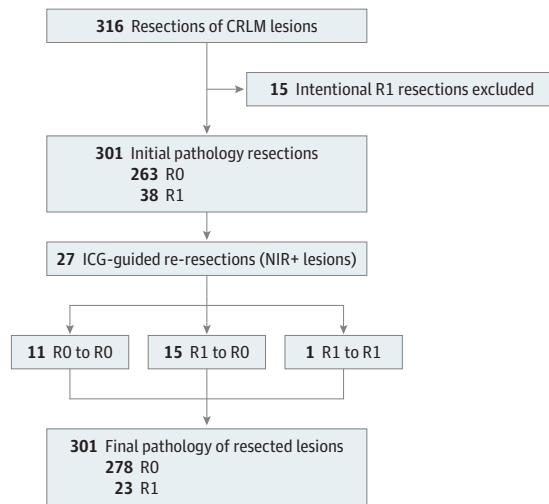 316 Resections of CRLM lesions
15 Intentional R1 resections excluded
301 Initial pathology resections
263 R0
38 R1
27 ICG-guided re-resections (NIR+ lesions)
11 R0 to R0
15 R1 to R0
1 R1 to R1
301 Final pathology of resected lesions
278 R0
23 R1